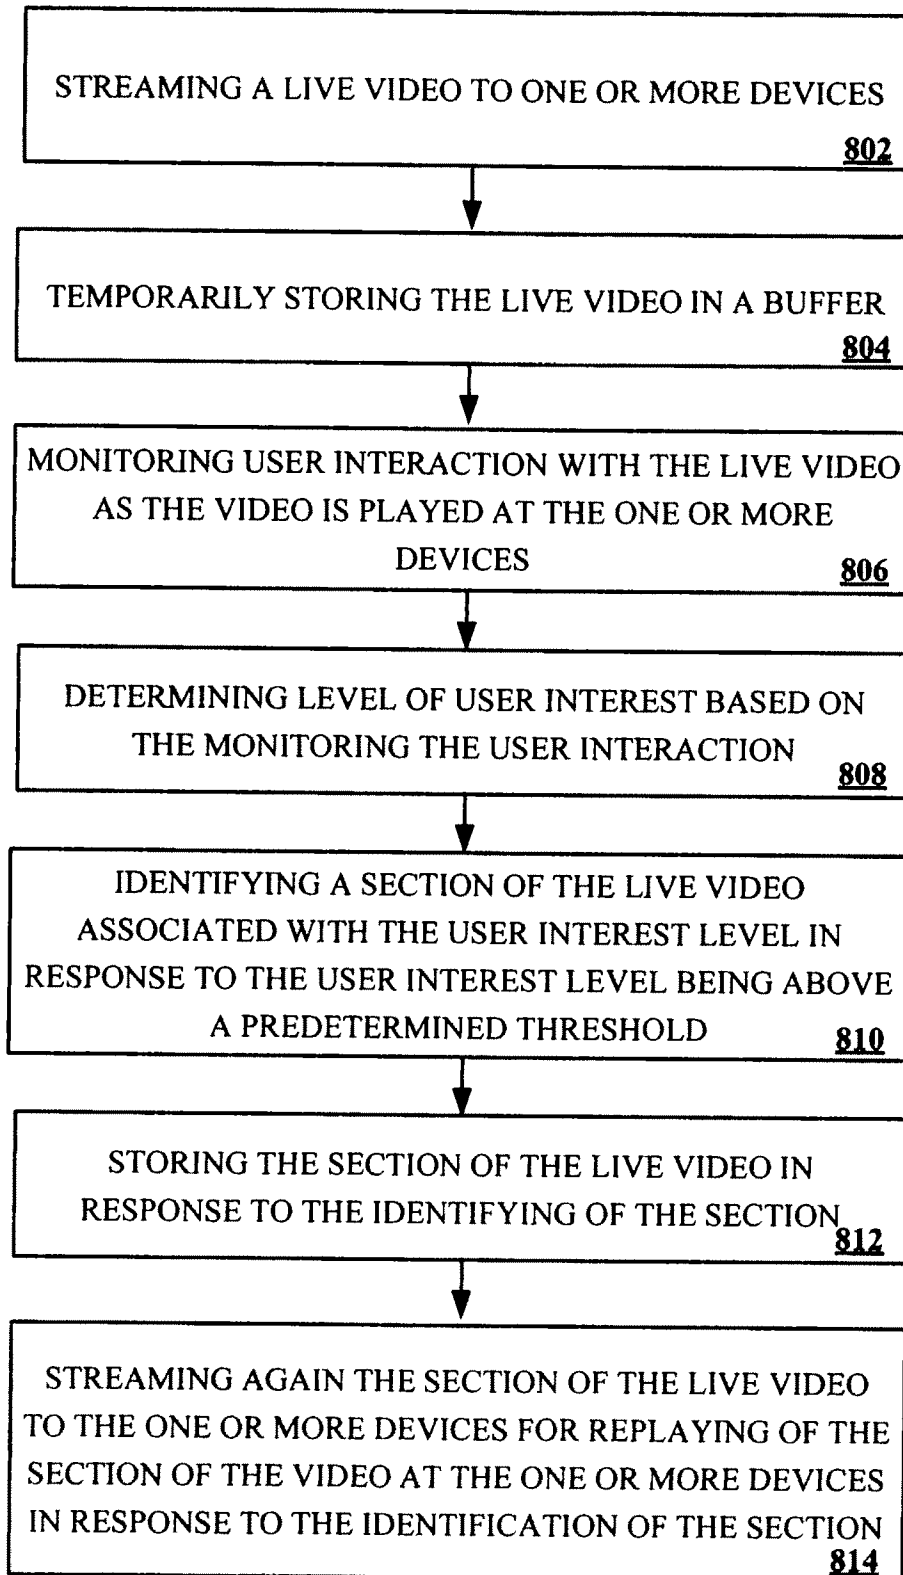 STREAMING A LIVE VIDEO TO ONE OR MORE DEVICES
802
TEMPORARILY STORING THE LIVE VIDEO IN A BUFFER
804
MONITORING USER INTERACTION WITH THE LIVE VIDEO
AS THE VIDEO IS PLAYED AT THE ONE OR MORE
DEVICES
806
DETERMINING LEVEL OF USER INTEREST BASED ON
THE MONITORING THE USER INTERACTION
808
IDENTIFYING A SECTION OF THE LIVE VIDEO
ASSOCIATED WITH THE USER INTEREST LEVEL IN
RESPONSE TO THE USER INTEREST LEVEL BEING ABOVE
A PREDETERMINED THRESHOLD
810
STORING THE SECTION OF THE LIVE VIDEO IN
RESPONSE TO THE IDENTIFYING OF THE SECTION
812
STREAMING AGAIN THE SECTION OF THE LIVE VIDEO
TO THE ONE OR MORE DEVICES FOR REPLAYING OF THE
SECTION OF THE VIDEO AT THE ONE OR MORE DEVICES
IN RESPONSE TO THE IDENTIFICATION OF THE SECTION
814